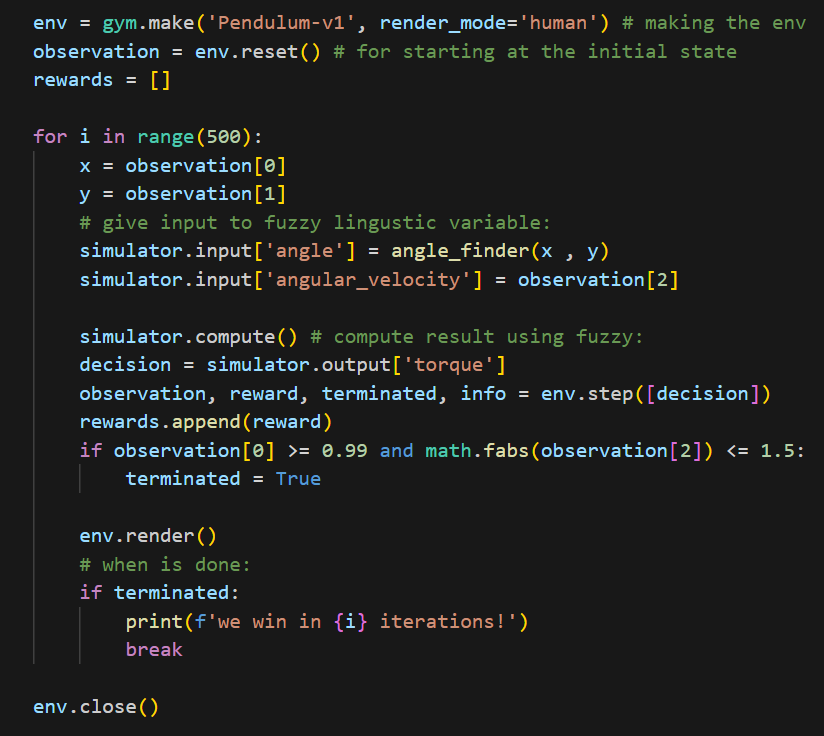 env = gym.make('Pendulum-v1', render_mode='human') # making the env
observation = env.reset() # for starting at the initial state
rewards = []

for i in range(500):
    x = observation[0]
    y = observation[1]
    # give input to fuzzy lingustic variable:
    simulator.input['angle'] = angle_finder(x , y)
    simulator.input['angular_velocity'] = observation[2]

    simulator.compute() # compute result using fuzzy:
    decision = simulator.output['torque']
    observation, reward, terminated, info = env.step([decision])
    rewards.append(reward)
    if observation[0] >= 0.99 and math.fabs(observation[2]) <= 1.5:
        terminated = True

    env.render()
    # when is done:
    if terminated:
        print(f'we win in {i} iterations!')
        break

env.close()